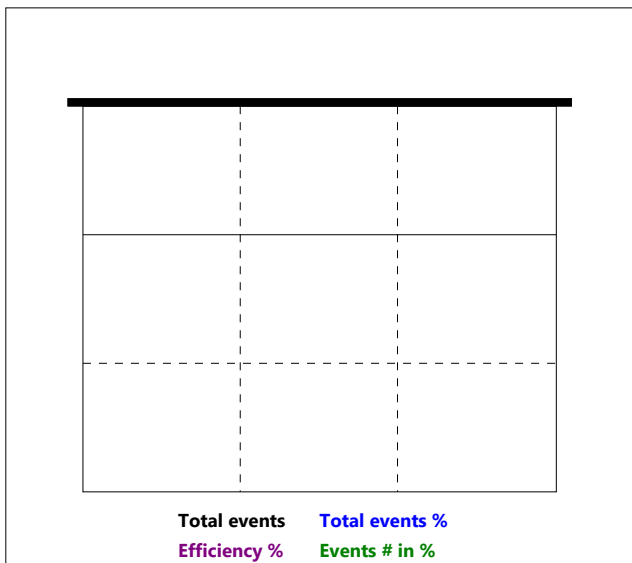 Total events Total events %
Efficiency % Events # in %